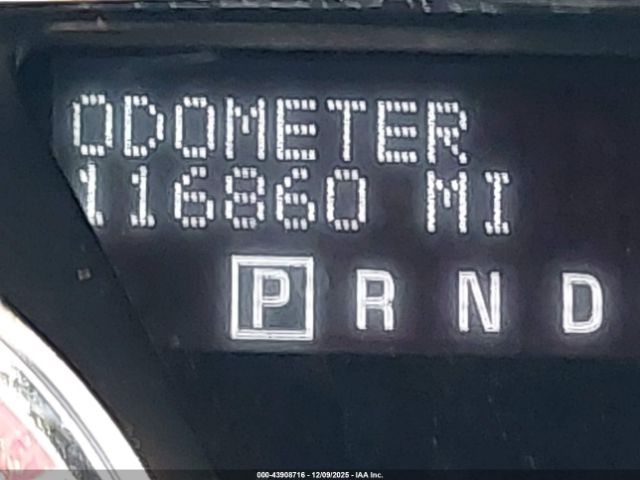 ODOMETER
116860 MI
P R N D
000-43908716 - 12/09/2025 - IAA Inc.